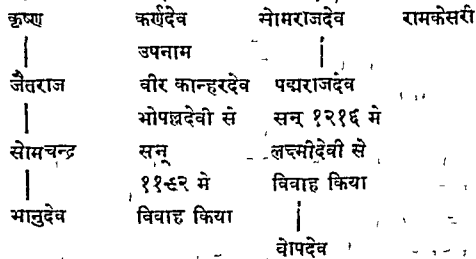 कृष्ण कर्णदेव सोमराजदेव रामकेसरी
उपनाम
जैतराज वीर कान्हरदेव पद्मराजदेव
भोपल्लदेवी से सन् १२१६ मे
सोमचन्द्र सन् लक्ष्मीदेवी से
११९२ मे विवाह किया
भानुदेव विवाह किया
वोपदेव